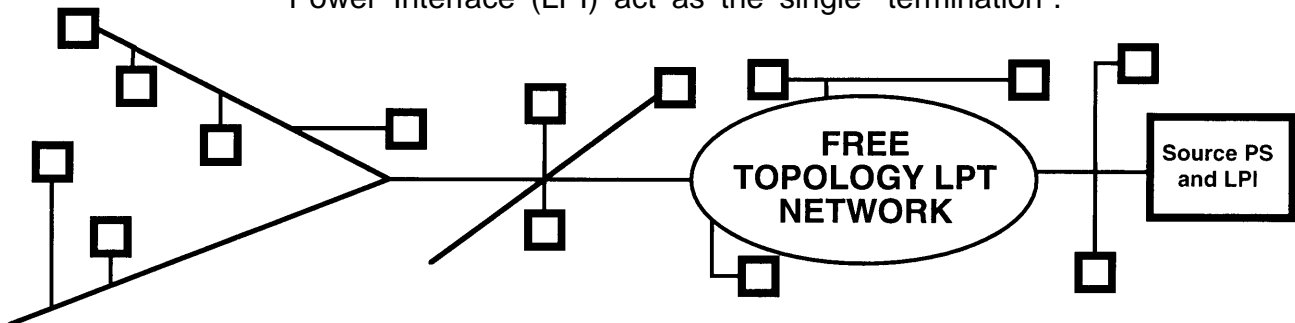 Power Interface (LPI) act as the single termination .
FREE
TOPOLOGY LPT
NETWORK
Source PS
and LPI